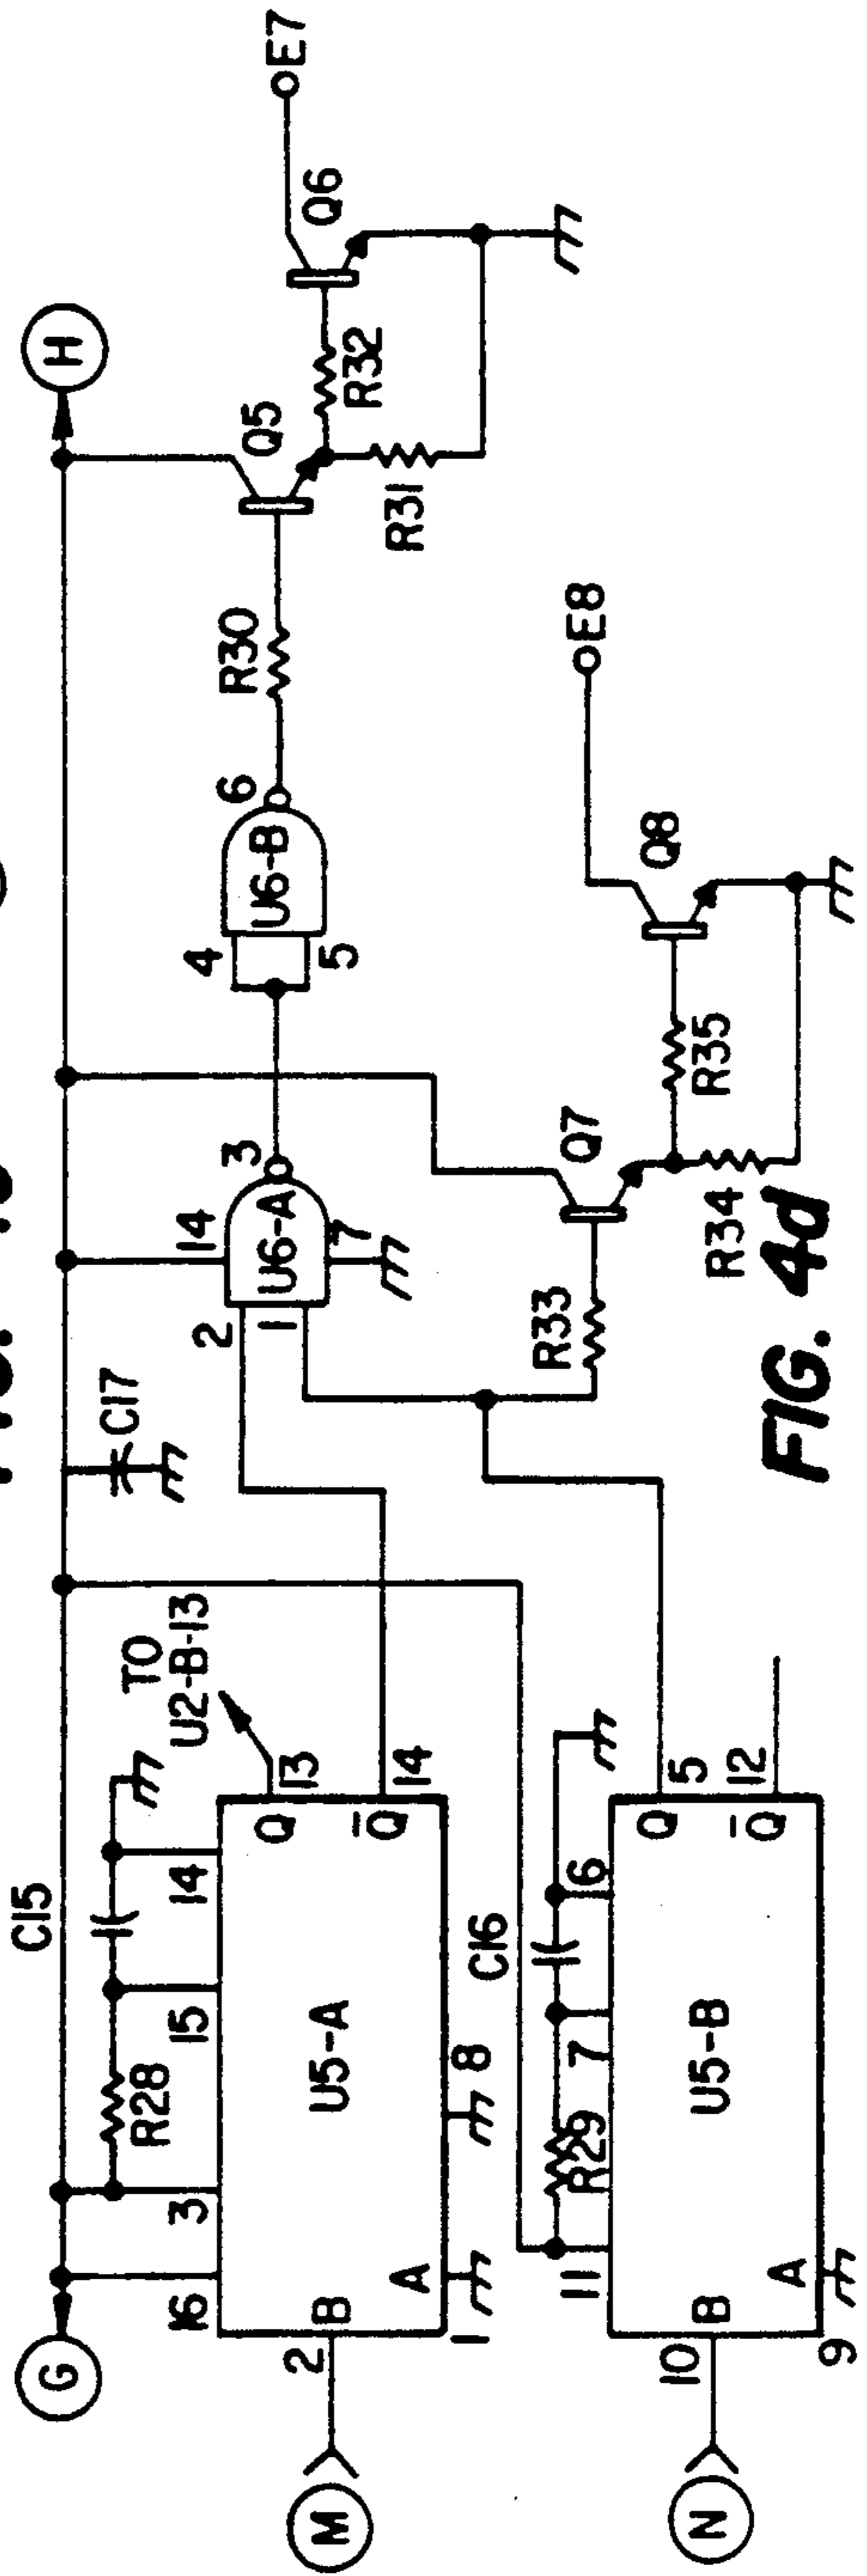 G
H
C15
C17
16
3
R28
15
14
TO
U2-B-13
M
2
B
A
1
U5-A
8
Q
13
Q̅
14
2
1
14
U6-A
7
3
4
5
U6-B
6
R30
Q5
R31
R32
Q6
E7
N
10
B
A
9
11
R29
7
C16
6
U5-B
Q
5
Q̅
12
R33
Q7
R34
R35
Q8
E8
FIG. 4d